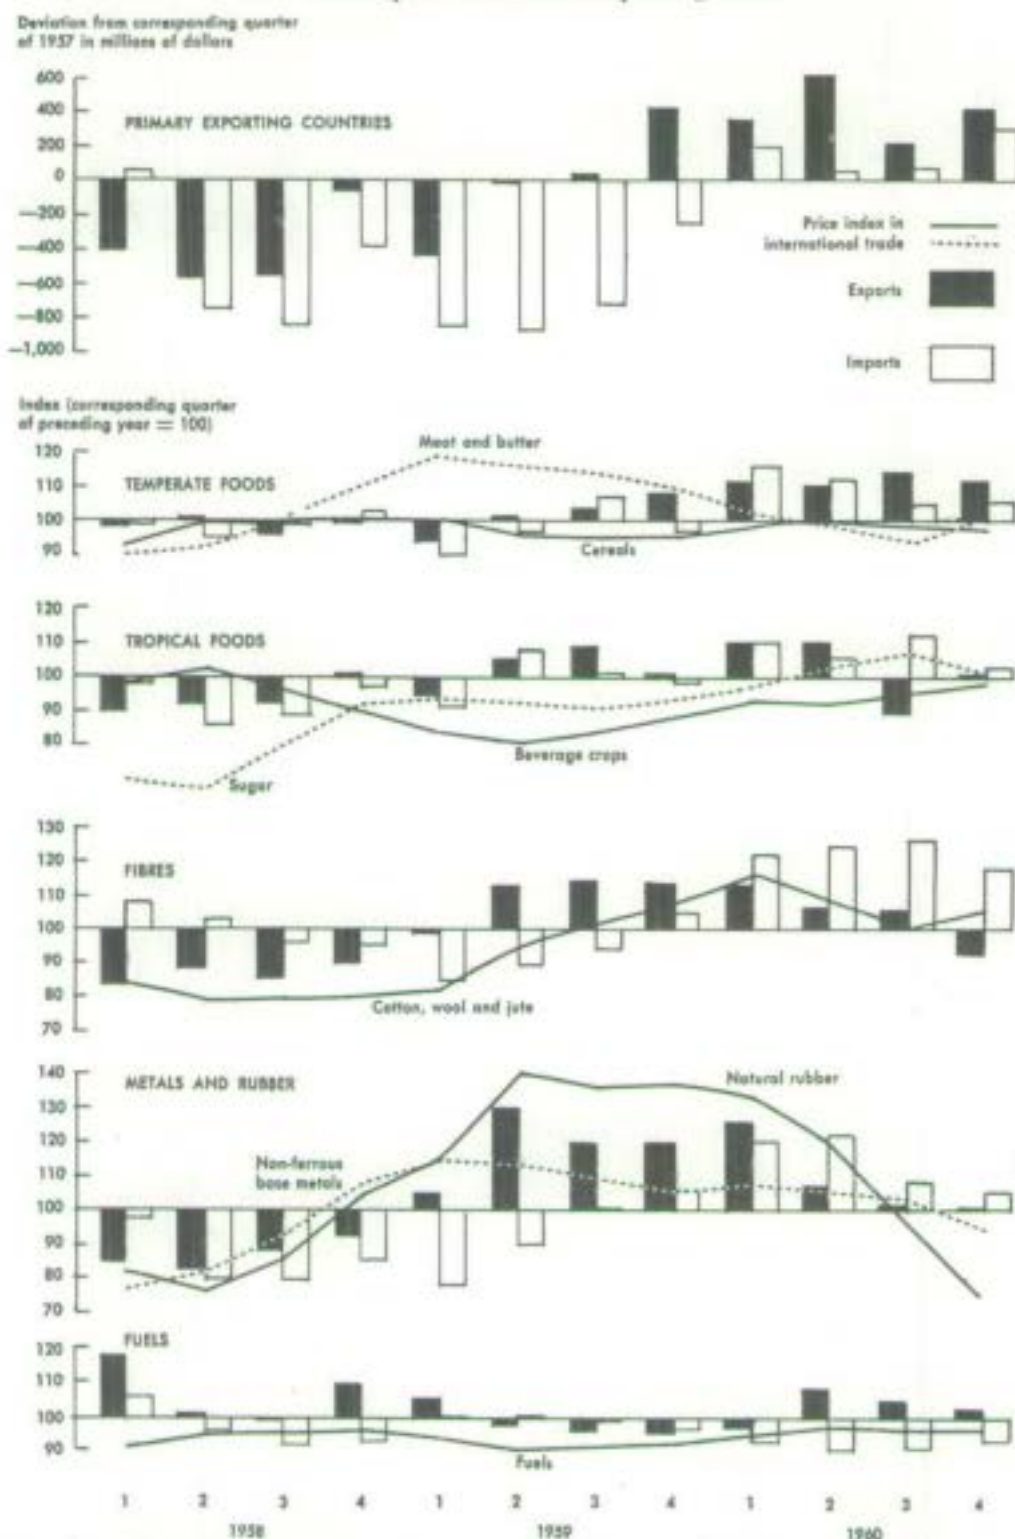 Deviation from corresponding quarter
of 1957 in millions of dollars
600
400
200
0
—200
—400
—600
—800
—1,000
PRIMARY EXPORTING COUNTRIES
Price index in
international trade
Exports
Imports
Index (corresponding quarter
of preceding year = 100)
120
110
100
90
TEMPERATE FOODS
Meat and butter
Cereals
120
110
100
90
80
TROPICAL FOODS
Beverage crops
Sugar
130
120
110
100
90
80
70
FIBRES
Cotton, wool and jute
140
130
120
110
100
90
80
70
METALS AND RUBBER
Natural rubber
Non-ferrous
base metals
FUELS
120
110
100
90
Fuels
1 2 3 4 1 2 3 4 1 2 3 4
1958 1959 1960